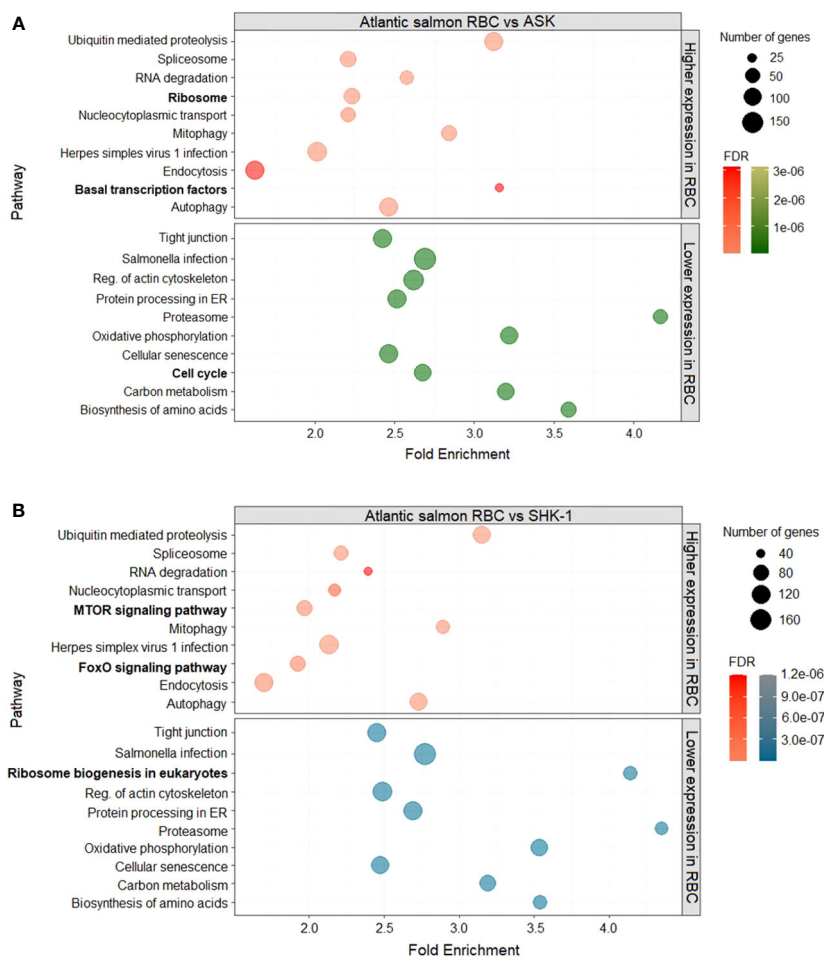 A
Atlantic salmon RBC vs ASK
Pathway
Ubiquitin mediated proteolysis
Spliceosome
RNA degradation
Ribosome
Nucleocytoplasmic transport
Mitophagy
Herpes simples virus 1 infection
Endocytosis
Basal transcription factors
Autophagy
Higher expression in RBC
Tight junction
Salmonella infection
Reg. of actin cytoskeleton
Protein processing in ER
Proteasome
Oxidative phosphorylation
Cellular senescence
Cell cycle
Carbon metabolism
Biosynthesis of amino acids
Lower expression in RBC
2.0 2.5 3.0 3.5 4.0
Fold Enrichment
Number of genes
25
50
100
150
FDR
3e-06
2e-06
1e-06
B
Atlantic salmon RBC vs SHK-1
Pathway
Ubiquitin mediated proteolysis
Spliceosome
RNA degradation
Nucleocytoplasmic transport
MTOR signaling pathway
Mitophagy
Herpes simplex virus 1 infection
FoxO signaling pathway
Endocytosis
Autophagy
Higher expression in RBC
Tight junction
Salmonella infection
Ribosome biogenesis in eukaryotes
Reg. of actin cytoskeleton
Protein processing in ER
Proteasome
Oxidative phosphorylation
Cellular senescence
Carbon metabolism
Biosynthesis of amino acids
Lower expression in RBC
2.0 2.5 3.0 3.5 4.0
Fold Enrichment
Number of genes
40
80
120
160
FDR
1.2e-06
9.0e-07
6.0e-07
3.0e-07